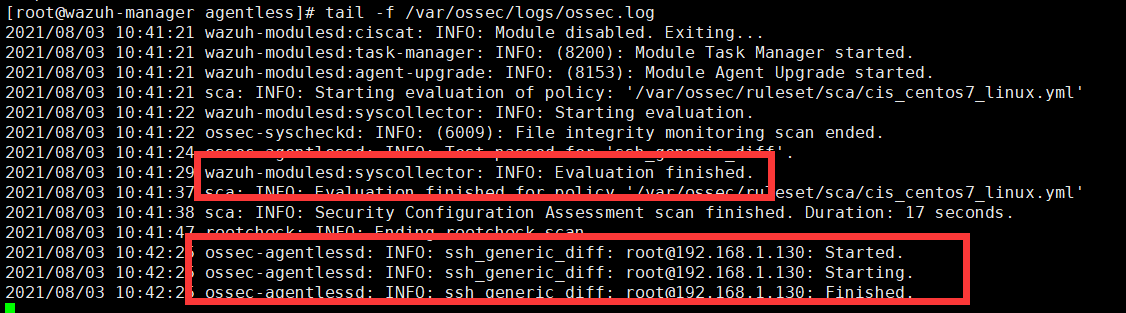 [root@wazuh-manager agentless]# tail -f /var/ossec/logs/ossec.log
2021/08/03 10:41:21 wazuh-modulesd:ciscat: INFO: Module disabled. Exiting...
2021/08/03 10:41:21 wazuh-modulesd:task-manager: INFO: (8200): Module Task Manager started.
2021/08/03 10:41:21 wazuh-modulesd:agent-upgrade: INFO: (8153): Module Agent Upgrade started.
2021/08/03 10:41:21 sca: INFO: Starting evaluation of policy: '/var/ossec/ruleset/sca/cis_centos7_linux.yml'
2021/08/03 10:41:22 wazuh-modulesd:syscollector: INFO: Starting evaluation.
2021/08/03 10:41:22 ossec-syscheckd: INFO: (6009): File integrity monitoring scan ended.
2021/08/03 10:41:24 ossec-agentlessd: INFO: Test passed for 'ssh_generic_diff'.
2021/08/03 10:41:29 wazuh-modulesd:syscollector: INFO: Evaluation finished.
2021/08/03 10:41:37 sca: INFO: Evaluation finished for policy '/var/ossec/ruleset/sca/cis_centos7_linux.yml'
2021/08/03 10:41:38 sca: INFO: Security Configuration Assessment scan finished. Duration: 17 seconds.
2021/08/03 10:41:47 rootcheck: INFO: Ending rootcheck scan.
2021/08/03 10:42:26 ossec-agentlessd: INFO: ssh_generic_diff: root@192.168.1.130: Started.
2021/08/03 10:42:26 ossec-agentlessd: INFO: ssh_generic_diff: root@192.168.1.130: Starting.
2021/08/03 10:42:26 ossec-agentlessd: INFO: ssh_generic_diff: root@192.168.1.130: Finished.